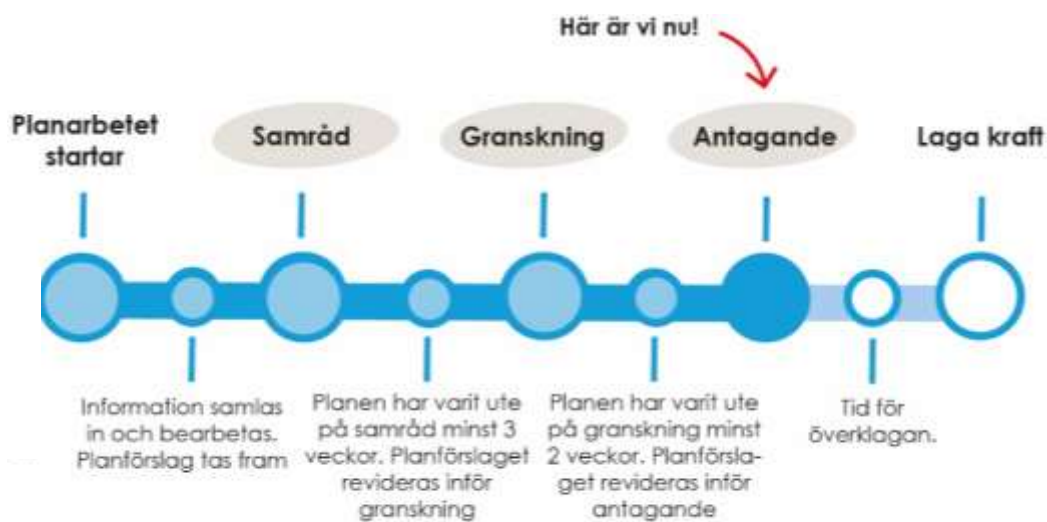 Här är vi nu!
Planarbetet
startar
Samråd
Granskning
Antagande
Laga kraft
Information samlas
in och bearbetas.
Planförslag tas fram
Planen har varit ute
på samråd minst 3
veckor. Planförslaget
revideras inför
granskning
Planen har varit ute
på granskning minst
2 veckor. Planförsla-
get revideras inför
antagande
Tid för
överklagan.